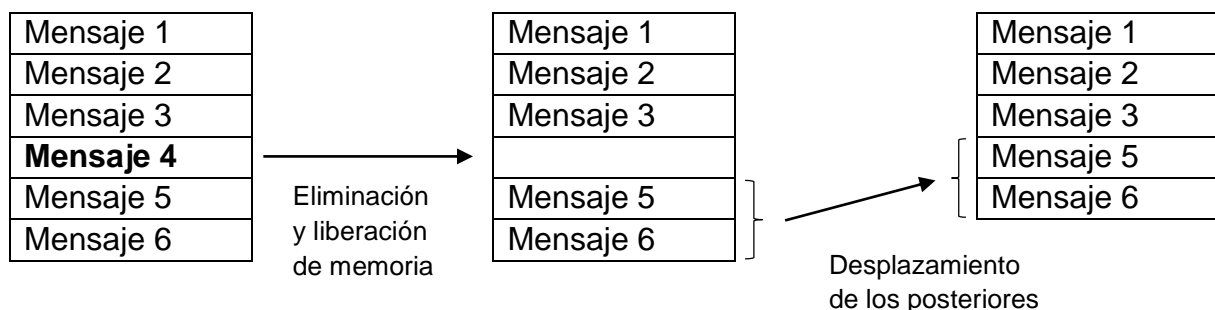 Mensaje 1
Mensaje 2
Mensaje 3
Mensaje 4
Mensaje 5
Mensaje 6
Eliminación
y liberación
de memoria
Mensaje 1
Mensaje 2
Mensaje 3
Mensaje 5
Mensaje 6
Desplazamiento
de los posteriores
Mensaje 1
Mensaje 2
Mensaje 3
Mensaje 5
Mensaje 6